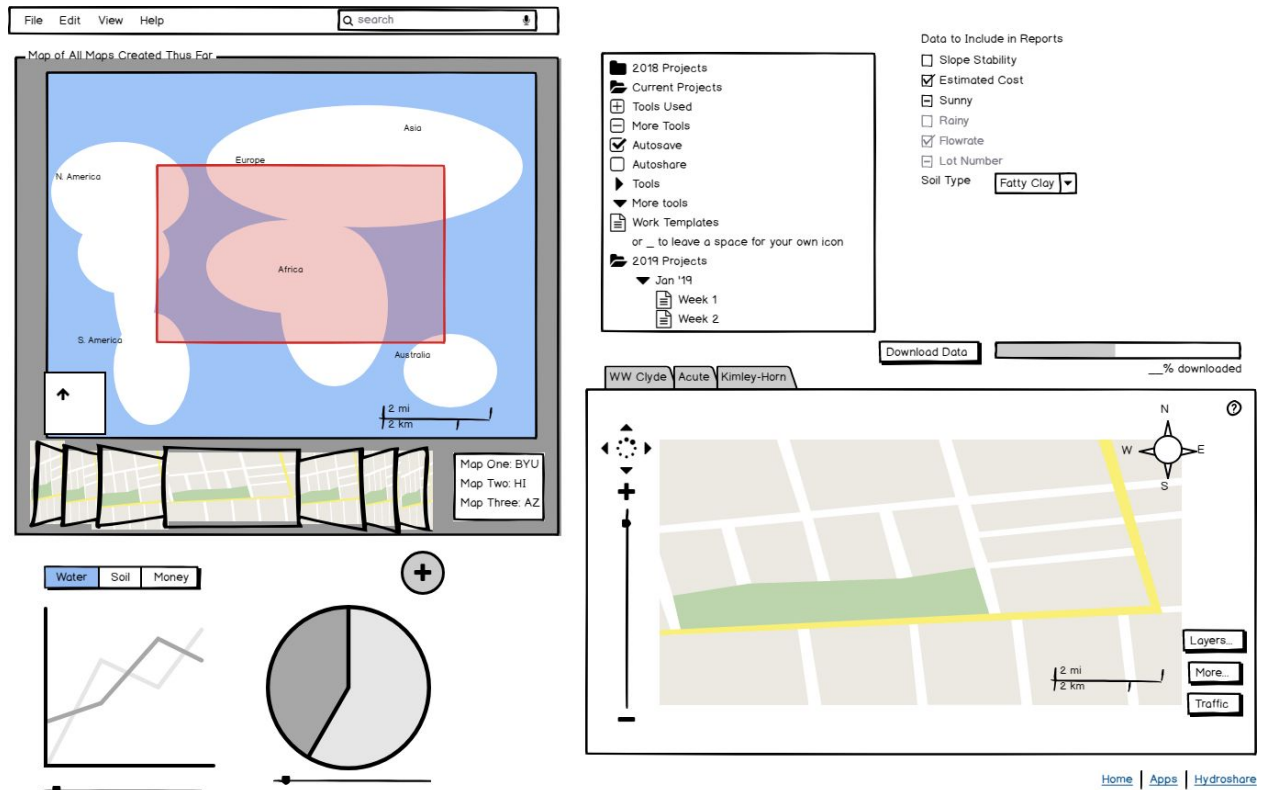 File Edit View Help
search
Map of All Maps Created Thus Far
Asia
Europe
N. America
Africa
S. America
Australia
2 mi
2 km
Map One: BYU
Map Two: HI
Map Three: AZ
Water Soil Money
2018 Projects
Current Projects
Tools Used
More Tools
Autosave
Autoshare
Tools
More tools
Work Templates
or _ to leave a space for your own icon
2019 Projects
Jan '19
Week 1
Week 2
Data to Include in Reports
Slope Stability
Estimated Cost
Sunny
Rainy
Flowrate
Lot Number
Soil Type Fatty Clay
Download Data
__% downloaded
WW Clyde Acute Kimley-Horn
?
N
W E
S
Layers...
More...
Traffic
2 mi
2 km
Home Apps Hydroshare